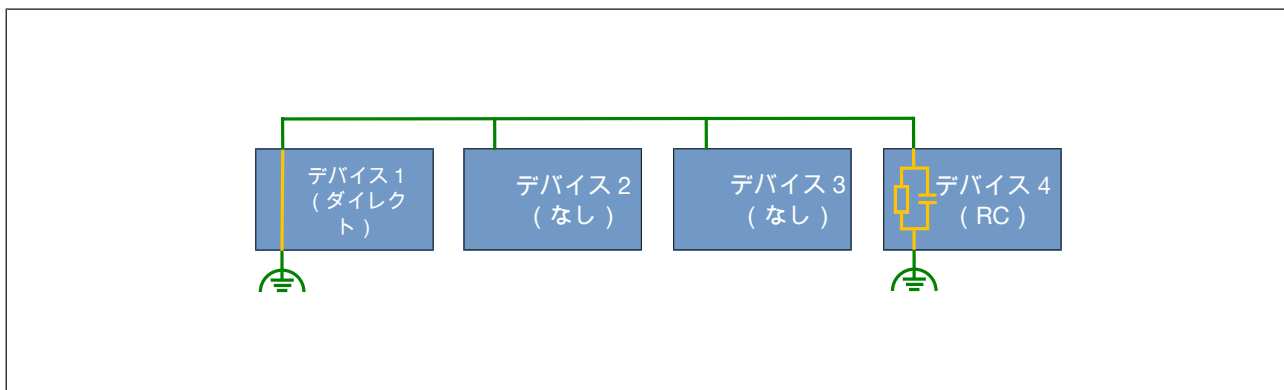 デバイス 1
( ダイレク
ト )
デバイス 2
( なし )
デバイス 3
( なし )
デバイス 4
( RC )